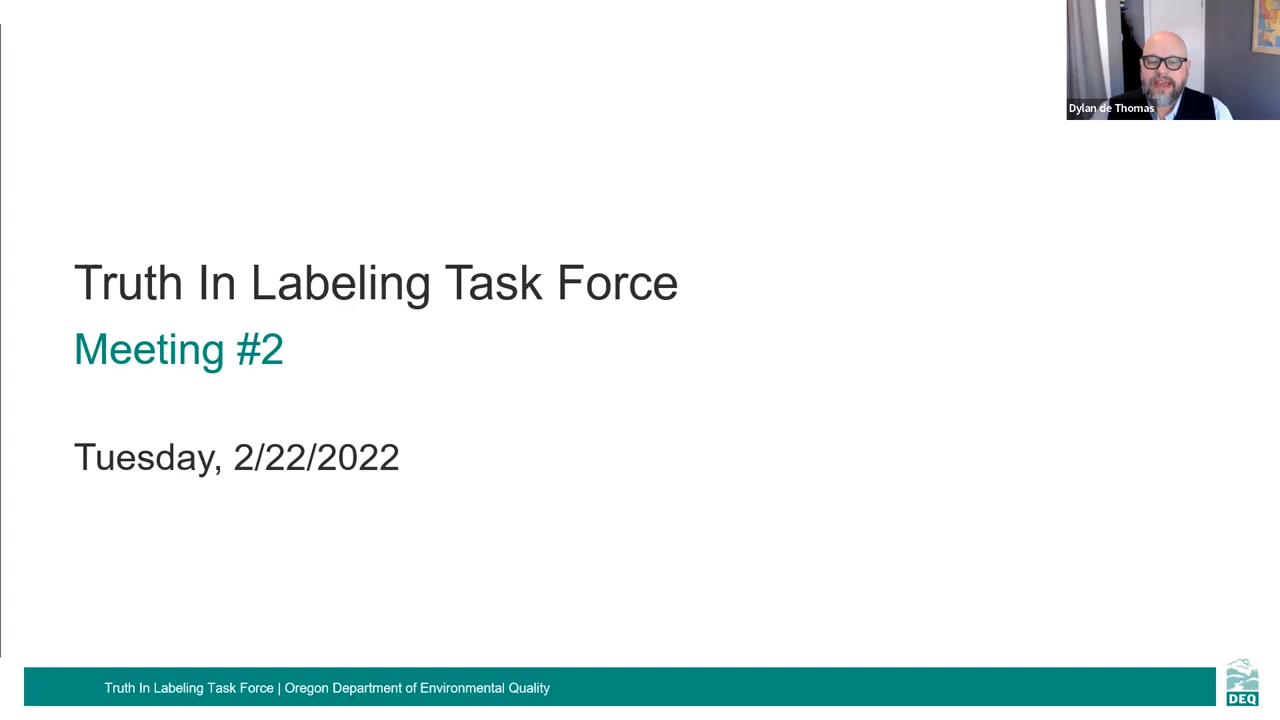 Dylan de Thomas
Truth In Labeling Task Force
Meeting #2
Tuesday, 2/22/2022
Truth In Labeling Task Force | Oregon Department of Environmental Quality
DEQ